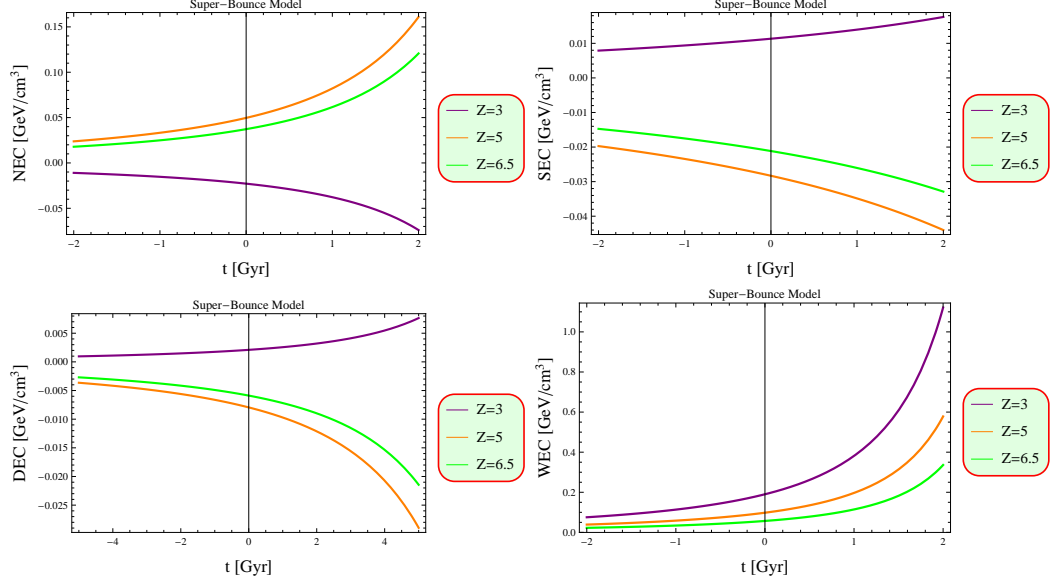 Super−Bounce Model
NEC [GeV/cm³]
0.15
0.10
0.05
0.00
−0.05
−2
−1
0
1
2
t [Gyr]
Z=3
Z=5
Z=6.5
Super−Bounce Model
SEC [GeV/cm³]
0.01
0.00
−0.01
−0.02
−0.03
−0.04
−2
−1
0
1
2
t [Gyr]
Z=3
Z=5
Z=6.5
Super−Bounce Model
DEC [GeV/cm³]
0.005
0.000
−0.005
−0.010
−0.015
−0.020
−0.025
−4
−2
0
2
4
t [Gyr]
Z=3
Z=5
Z=6.5
Super−Bounce Model
WEC [GeV/cm³]
1.0
0.8
0.6
0.4
0.2
0.0
−2
−1
0
1
2
t [Gyr]
Z=3
Z=5
Z=6.5